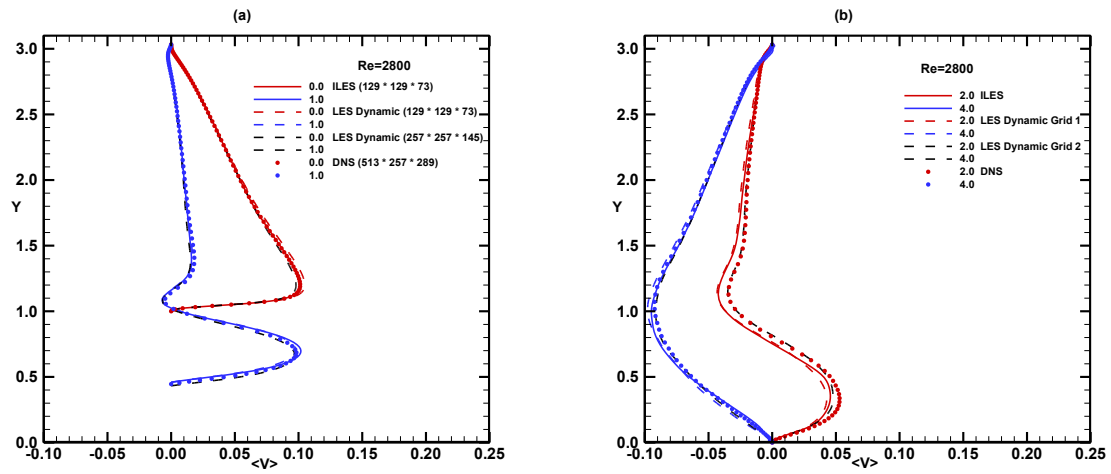 (a)
3.0
2.5
2.0
Y
1.5
1.0
0.5
0.0
-0.10
-0.05
0.00
0.05
0.10
0.15
0.20
0.25
<V>
Re=2800
0.0 ILES (129 * 129 * 73)
1.0
0.0 LES Dynamic (129 * 129 * 73)
1.0
0.0 LES Dynamic (257 * 257 * 145)
1.0
0.0 DNS (513 * 257 * 289)
1.0
(b)
3.0
2.5
2.0
Y
1.5
1.0
0.5
0.0
-0.10
-0.05
0.00
0.05
0.10
0.15
0.20
0.25
<V>
Re=2800
2.0 ILES
4.0
2.0 LES Dynamic Grid 1
4.0
2.0 LES Dynamic Grid 2
4.0
2.0 DNS
4.0